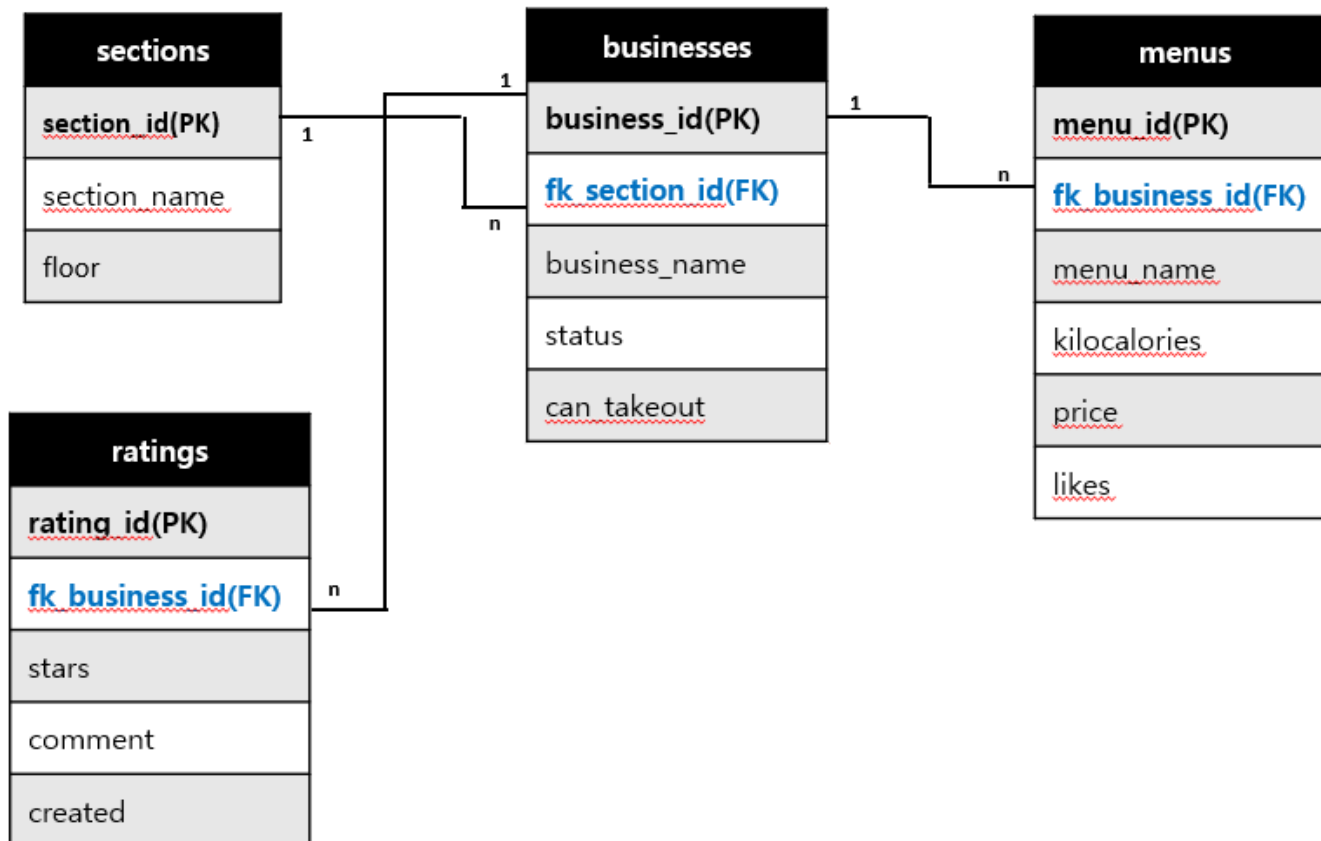 sections
section_id(PK)
section_name
floor
1
n
businesses
business_id(PK)
fk_section_id(FK)
business_name
status
can_takeout
1
1
n
menus
menu_id(PK)
fk_business_id(FK)
menu_name
kilocalories
price
likes
ratings
rating_id(PK)
fk_business_id(FK)
stars
comment
created
n